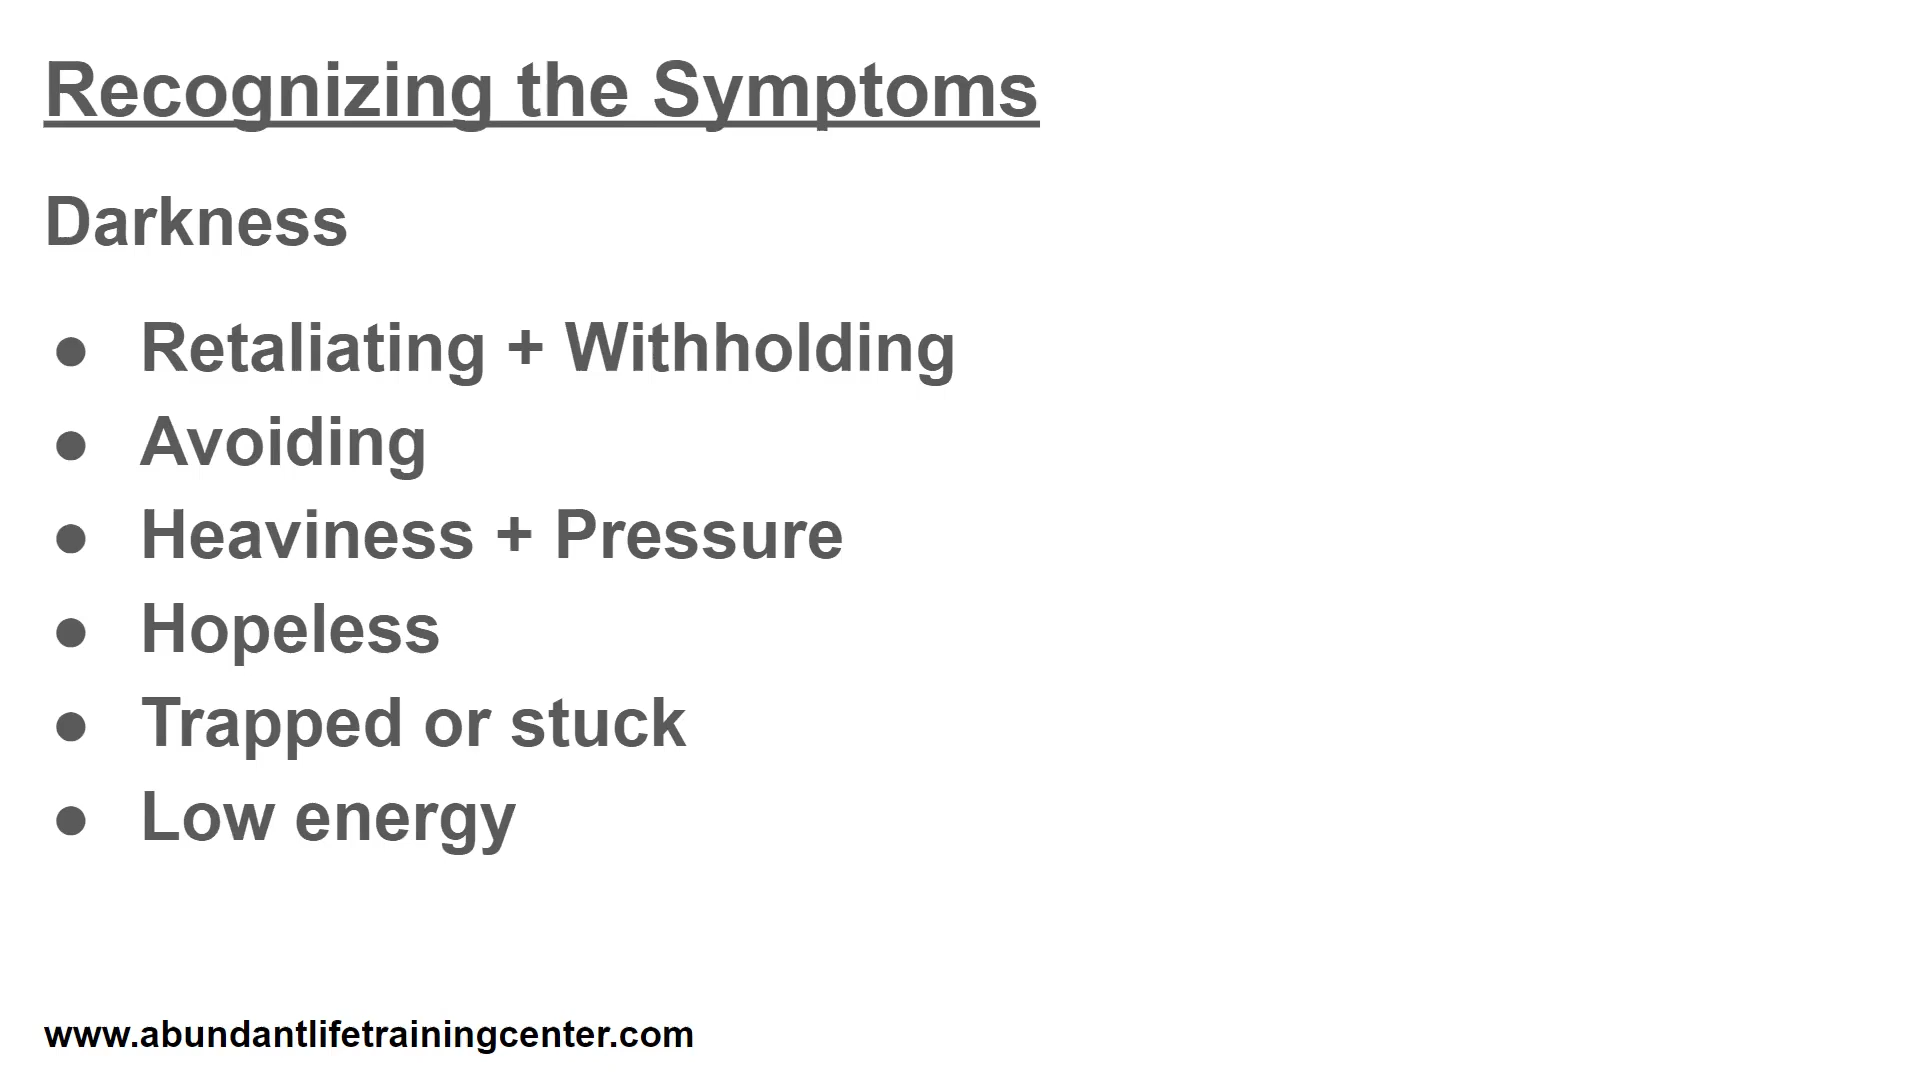 Recognizing the Symptoms
Darkness
● Retaliating + Withholding
● Avoiding
● Heaviness + Pressure
● Hopeless
● Trapped or stuck
● Low energy
www.abundantlifetrainingcenter.com